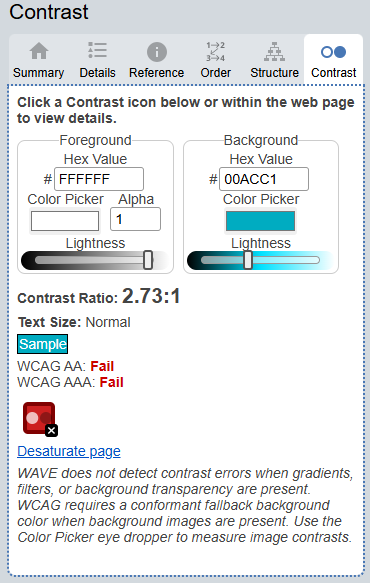 Contrast
Summary Details Reference 1→2 3→4 Order Structure Contrast
Click a Contrast icon below or within the web page
to view details.
Foreground
Hex Value
# FFFFFF
Color Picker Alpha
1
Lightness
Background
Hex Value
# 00ACC1
Color Picker
Lightness
Contrast Ratio: 2.73:1
Text Size: Normal
Sample
WCAG AA: Fail
WCAG AAA: Fail
Desaturate page
WAVE does not detect contrast errors when gradients,
filters, or background transparency are present.
WCAG requires a conformant fallback background
color when background images are present. Use the
Color Picker eye dropper to measure image contrasts.